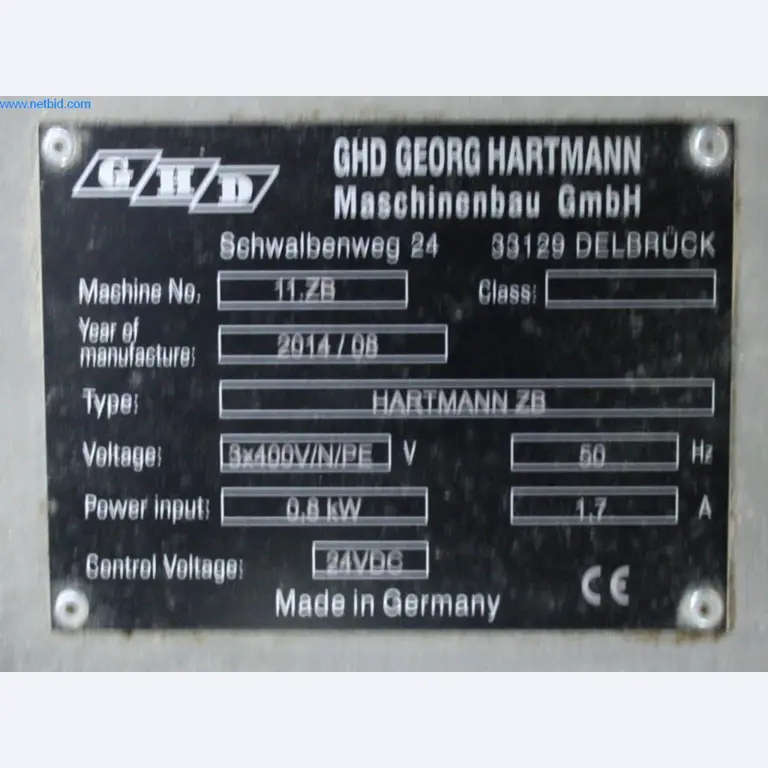 www.netbid.com
GHD GEORG HARTMANN
Maschinenbau GmbH
Schwalbenweg 24 33129 DELBRÜCK
Machine No. 11.ZB Class:
Year of
manufacture: 2014 / 08
Type: HARTMANN ZB
Voltage: 3x400V/N/PE V 50 Hz
Power input: 0,8 kW 1,7 A
Control Voltage: 24VDC
Made in Germany CE